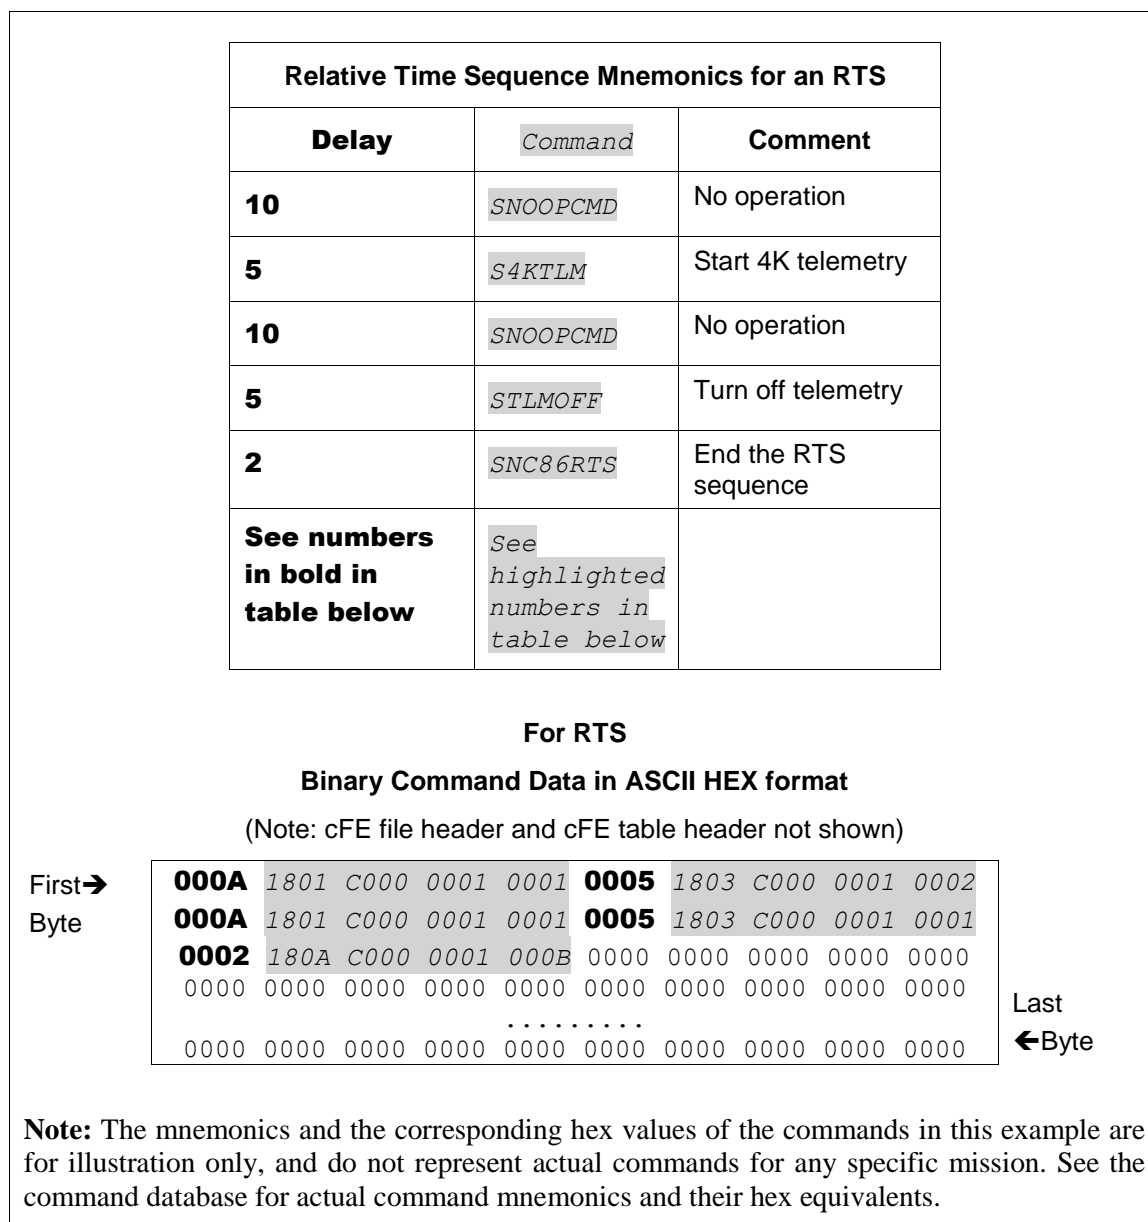 Relative Time Sequence Mnemonics for an RTS
Delay Command Comment
10 SNOOPCMD No operation
5 S4KTLM Start 4K telemetry
10 SNOOPCMD No operation
5 STLMOFF Turn off telemetry
2 SNC86RTS End the RTS
sequence
See numbers
in bold in
table below
See
highlighted
numbers in
table below
For RTS
Binary Command Data in ASCII HEX format
(Note: cFE file header and cFE table header not shown)
First➔
Byte
000A 1801 C000 0001 0001 0005 1803 C000 0001 0002
000A 1801 C000 0001 0001 0005 1803 C000 0001 0001
0002 180A C000 0001 000B 0000 0000 0000 0000 0000
0000 0000 0000 0000 0000 0000 0000 0000 0000 0000
.........
0000 0000 0000 0000 0000 0000 0000 0000 0000 0000
Last
🡸Byte
Note: The mnemonics and the corresponding hex values of the commands in this example are
for illustration only, and do not represent actual commands for any specific mission. See the
command database for actual command mnemonics and their hex equivalents.